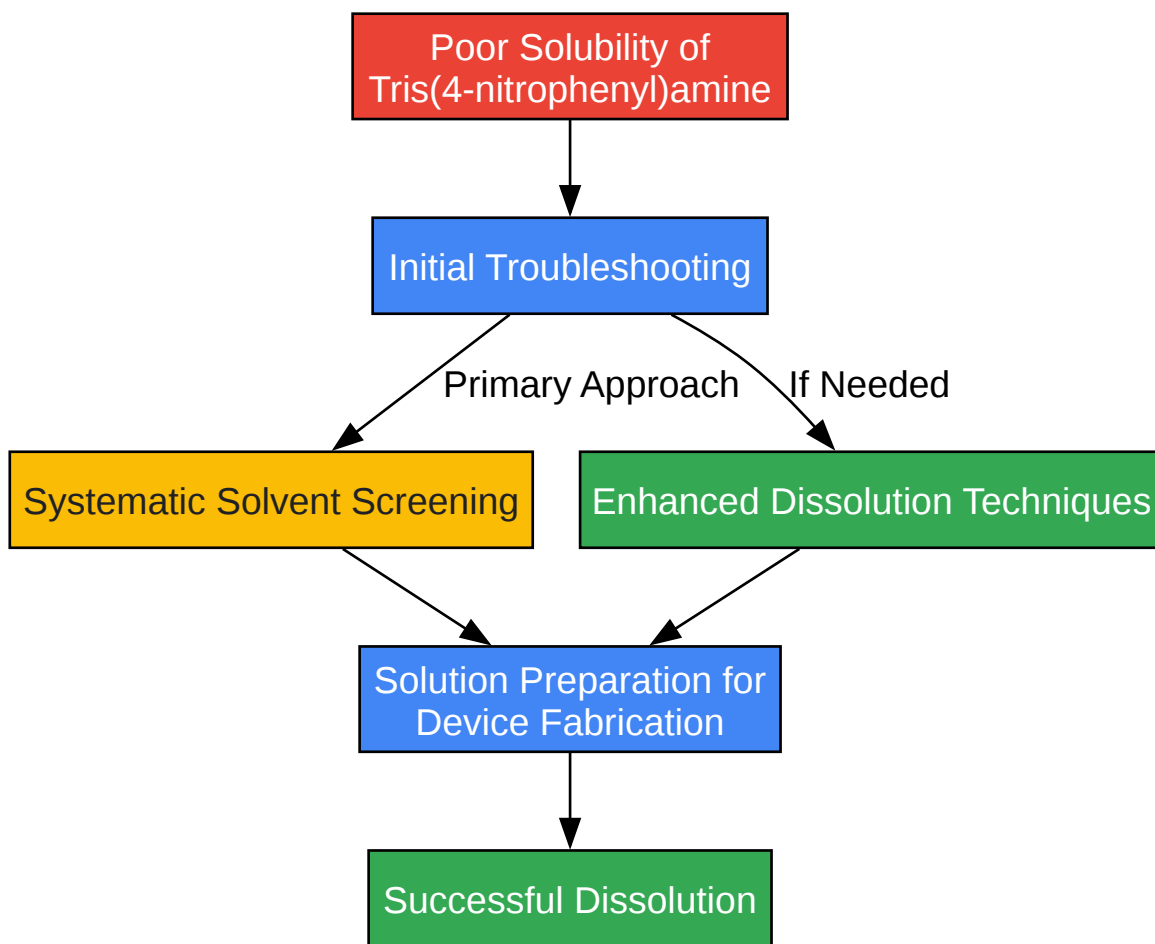 Poor Solubility of
Tris(4-nitrophenyl)amine
Initial Troubleshooting
Primary Approach
If Needed
Systematic Solvent Screening
Enhanced Dissolution Techniques
Solution Preparation for
Device Fabrication
Successful Dissolution